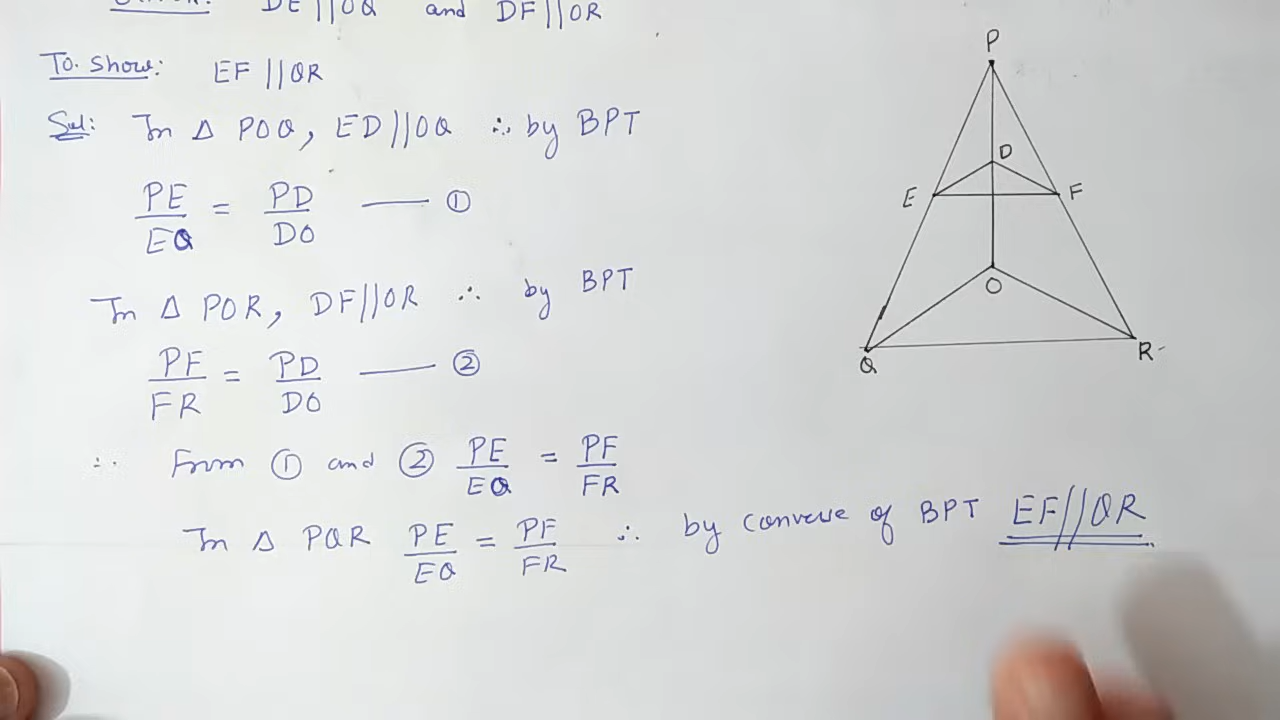 DE||OQ and DF||OR
To show: EF||QR
Sol: In Δ POQ, ED||OQ ∴ by BPT
PE/EQ = PD/DO —— ①
In Δ POR, DF||OR ∴ by BPT
PF/FR = PD/DO —— ②
∴ From ① and ② PE/EQ = PF/FR
In Δ PQR PE/EQ = PF/FR ∴ by converse of BPT EF||QR
P
D
E
F
O
Q
R